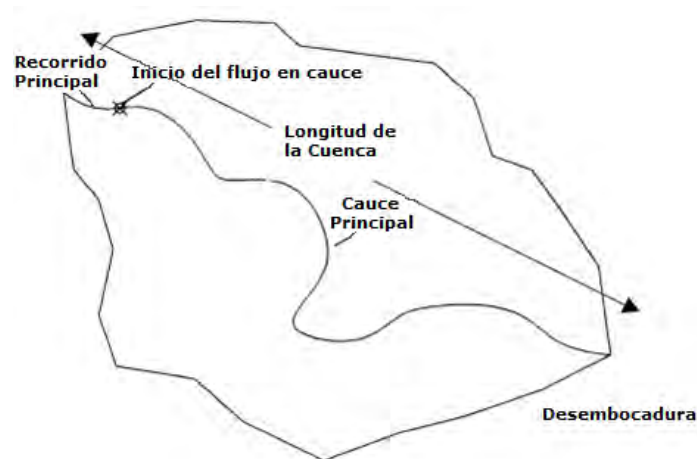 Recorrido
Principal
Inicio del flujo en cauce
Longitud de
la Cuenca
Cauce
Principal
Desembocadura